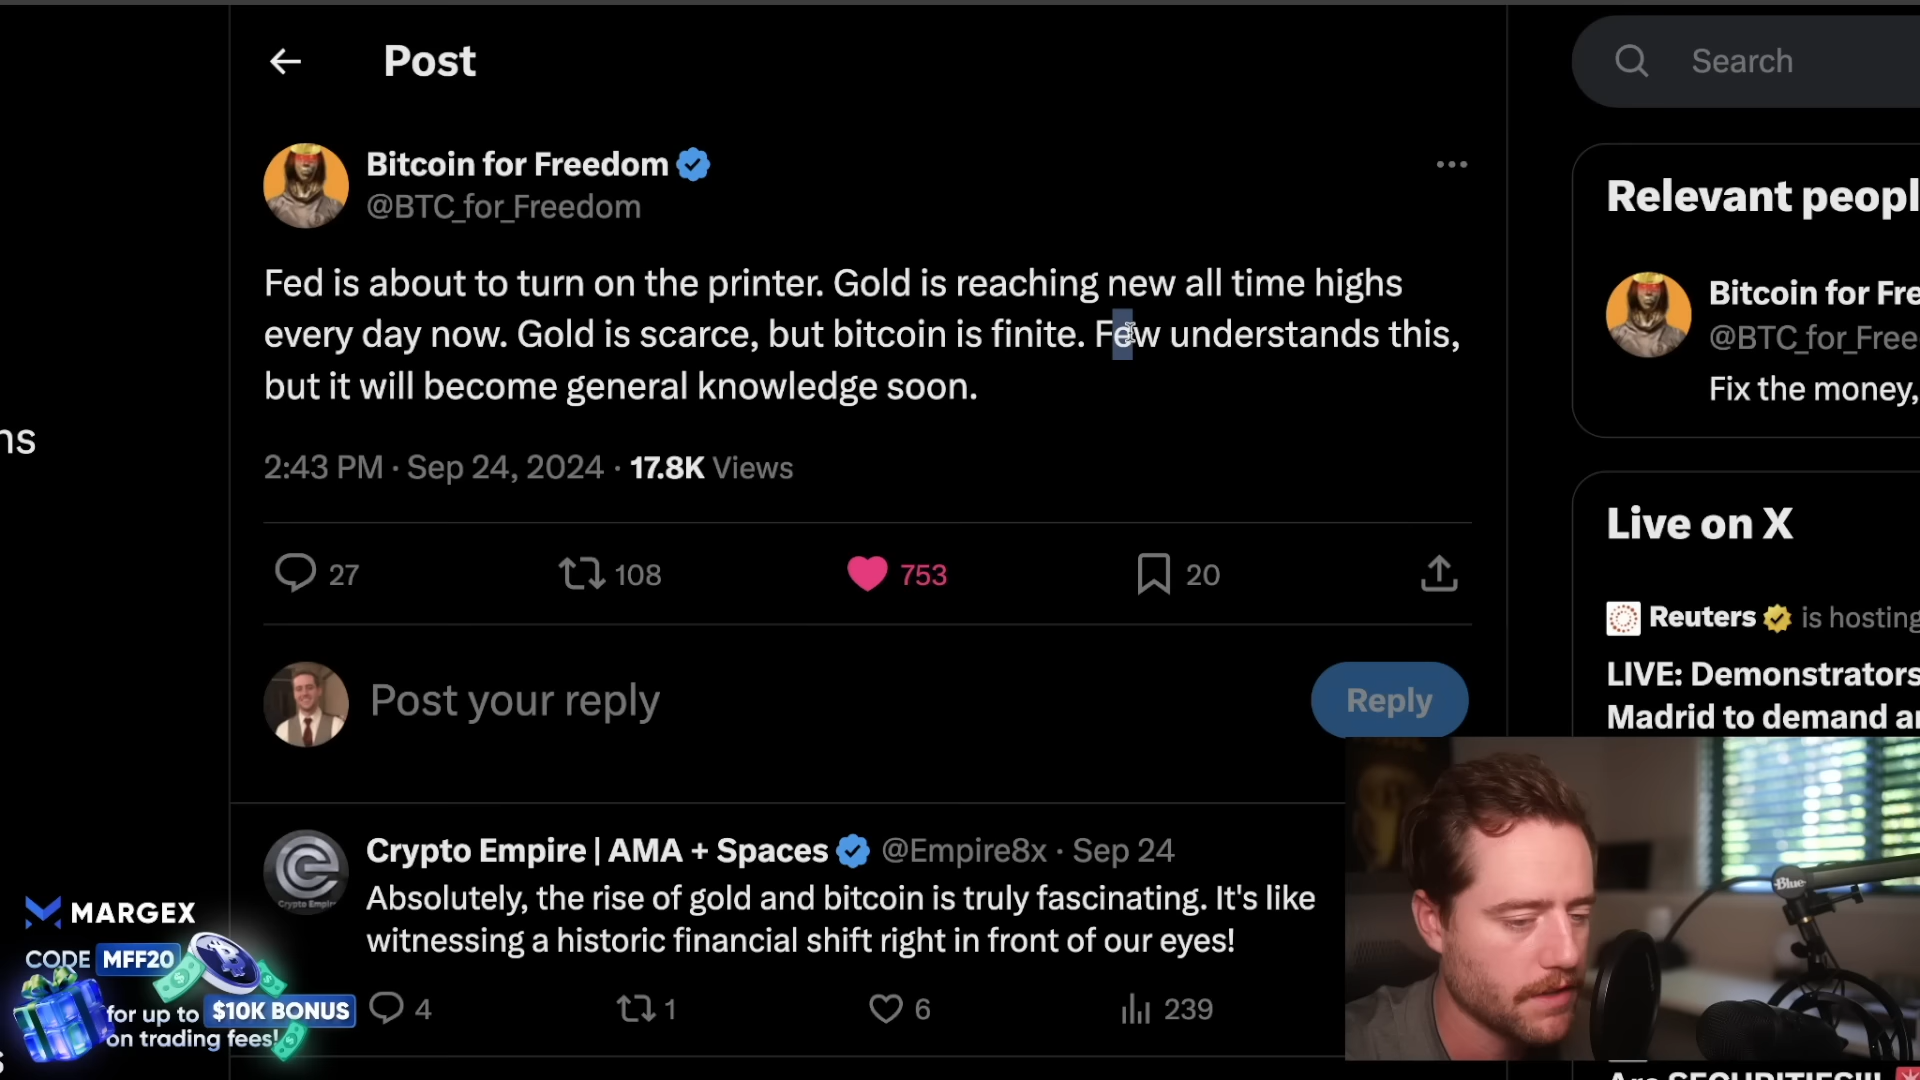 Post
Search
Bitcoin for Freedom
@BTC_for_Freedom
Fed is about to turn on the printer. Gold is reaching new all time highs
every day now. Gold is scarce, but bitcoin is finite. Few understands this,
but it will become general knowledge soon.
2:43 PM · Sep 24, 2024 · 17.8K Views
27
108
753
20
Post your reply
Reply
Crypto Empire | AMA + Spaces @Empire8x · Sep 24
Absolutely, the rise of gold and bitcoin is truly fascinating. It's like
witnessing a historic financial shift right in front of our eyes!
4
1
6
239
Relevant peopl
Bitcoin for Fre
@BTC_for_Free
Fix the money,
Live on X
Reuters is hosting
LIVE: Demonstrators
Madrid to demand a
ns
MARGEX
CODE MFF20
for up to $10K BONUS
on trading fees!
Crypto Empir
Blue